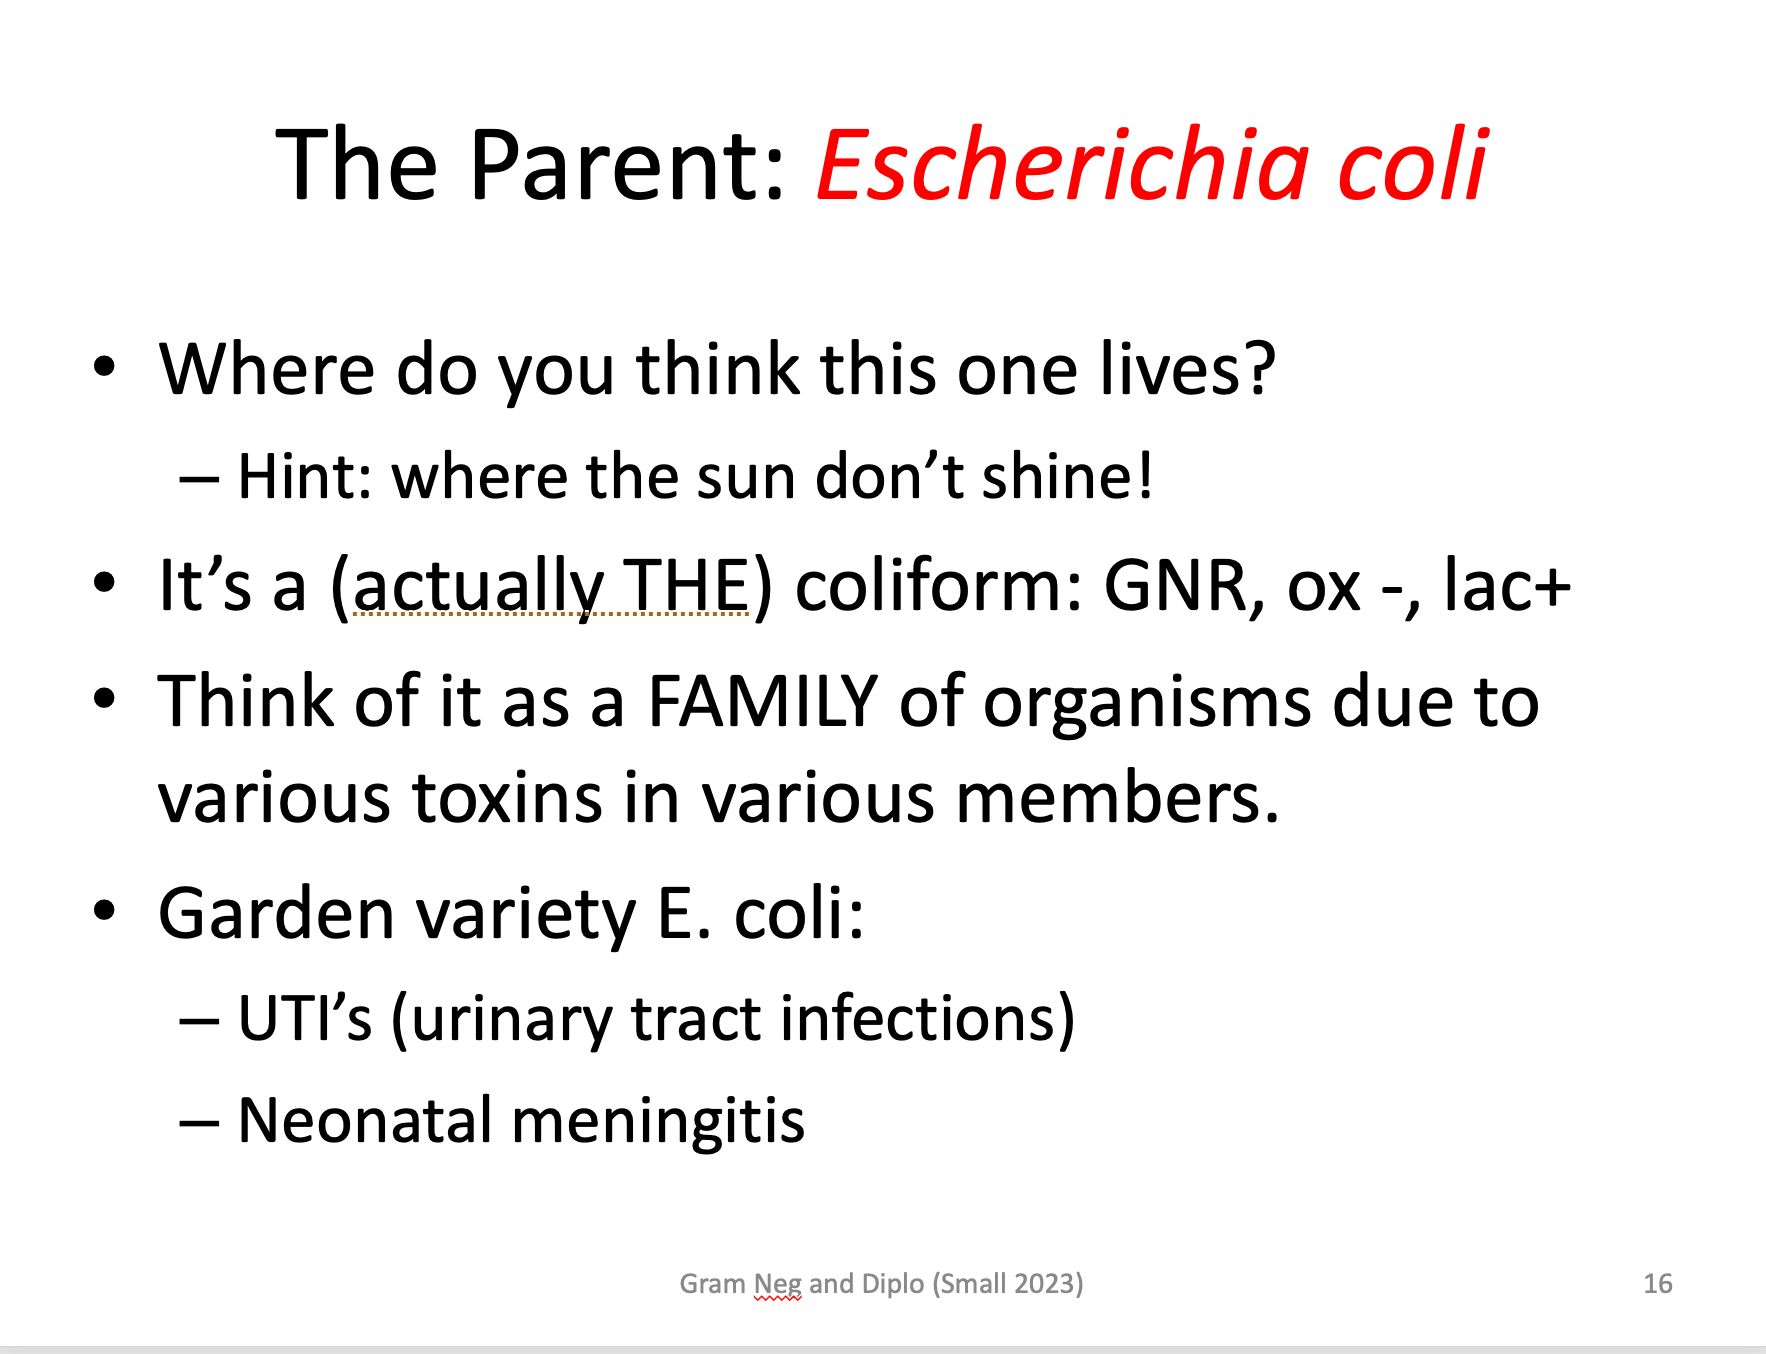 The Parent: Escherichia coli
• Where do you think this one lives?
– Hint: where the sun don’t shine!
• It’s a (actually THE) coliform: GNR, ox -, lac+
• Think of it as a FAMILY of organisms due to
various toxins in various members.
• Garden variety E. coli:
– UTI’s (urinary tract infections)
– Neonatal meningitis
Gram Neg and Diplo (Small 2023)
16